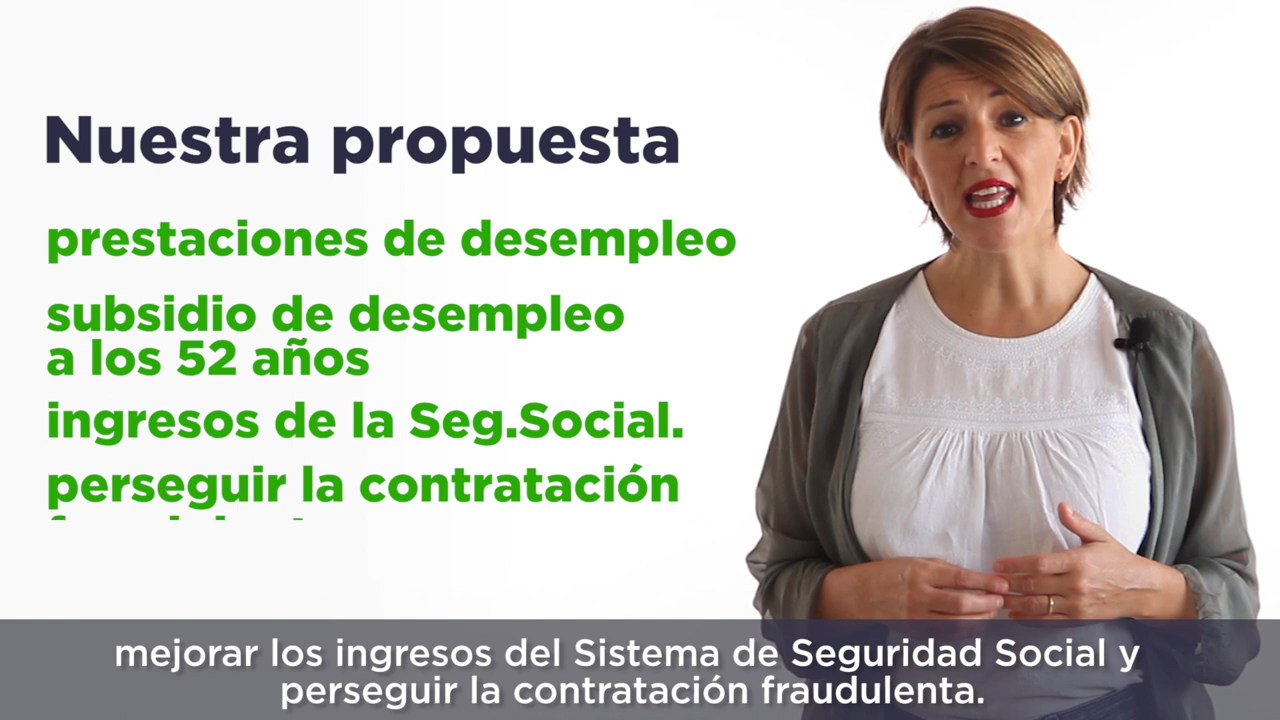 Nuestra propuesta
prestaciones de desempleo
subsidio de desempleo
a los 52 años
ingresos de la Seg.Social.
perseguir la contratación
mejorar los ingresos del Sistema de Seguridad Social y
perseguir la contratación fraudulenta.